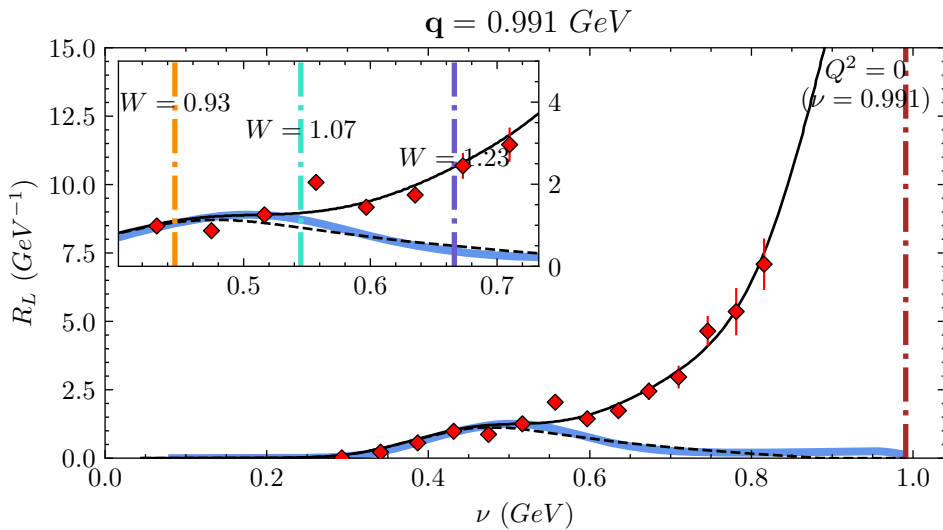 q = 0.991 GeV
15.0
12.5
10.0
7.5
5.0
2.5
0.0
R_L (GeV⁻¹)
W = 0.93
W = 1.07
W = 1.23
4
2
0
0.5
0.6
0.7
Q² = 0
(ν = 0.991)
0.0
0.2
0.4
0.6
0.8
1.0
ν (GeV)